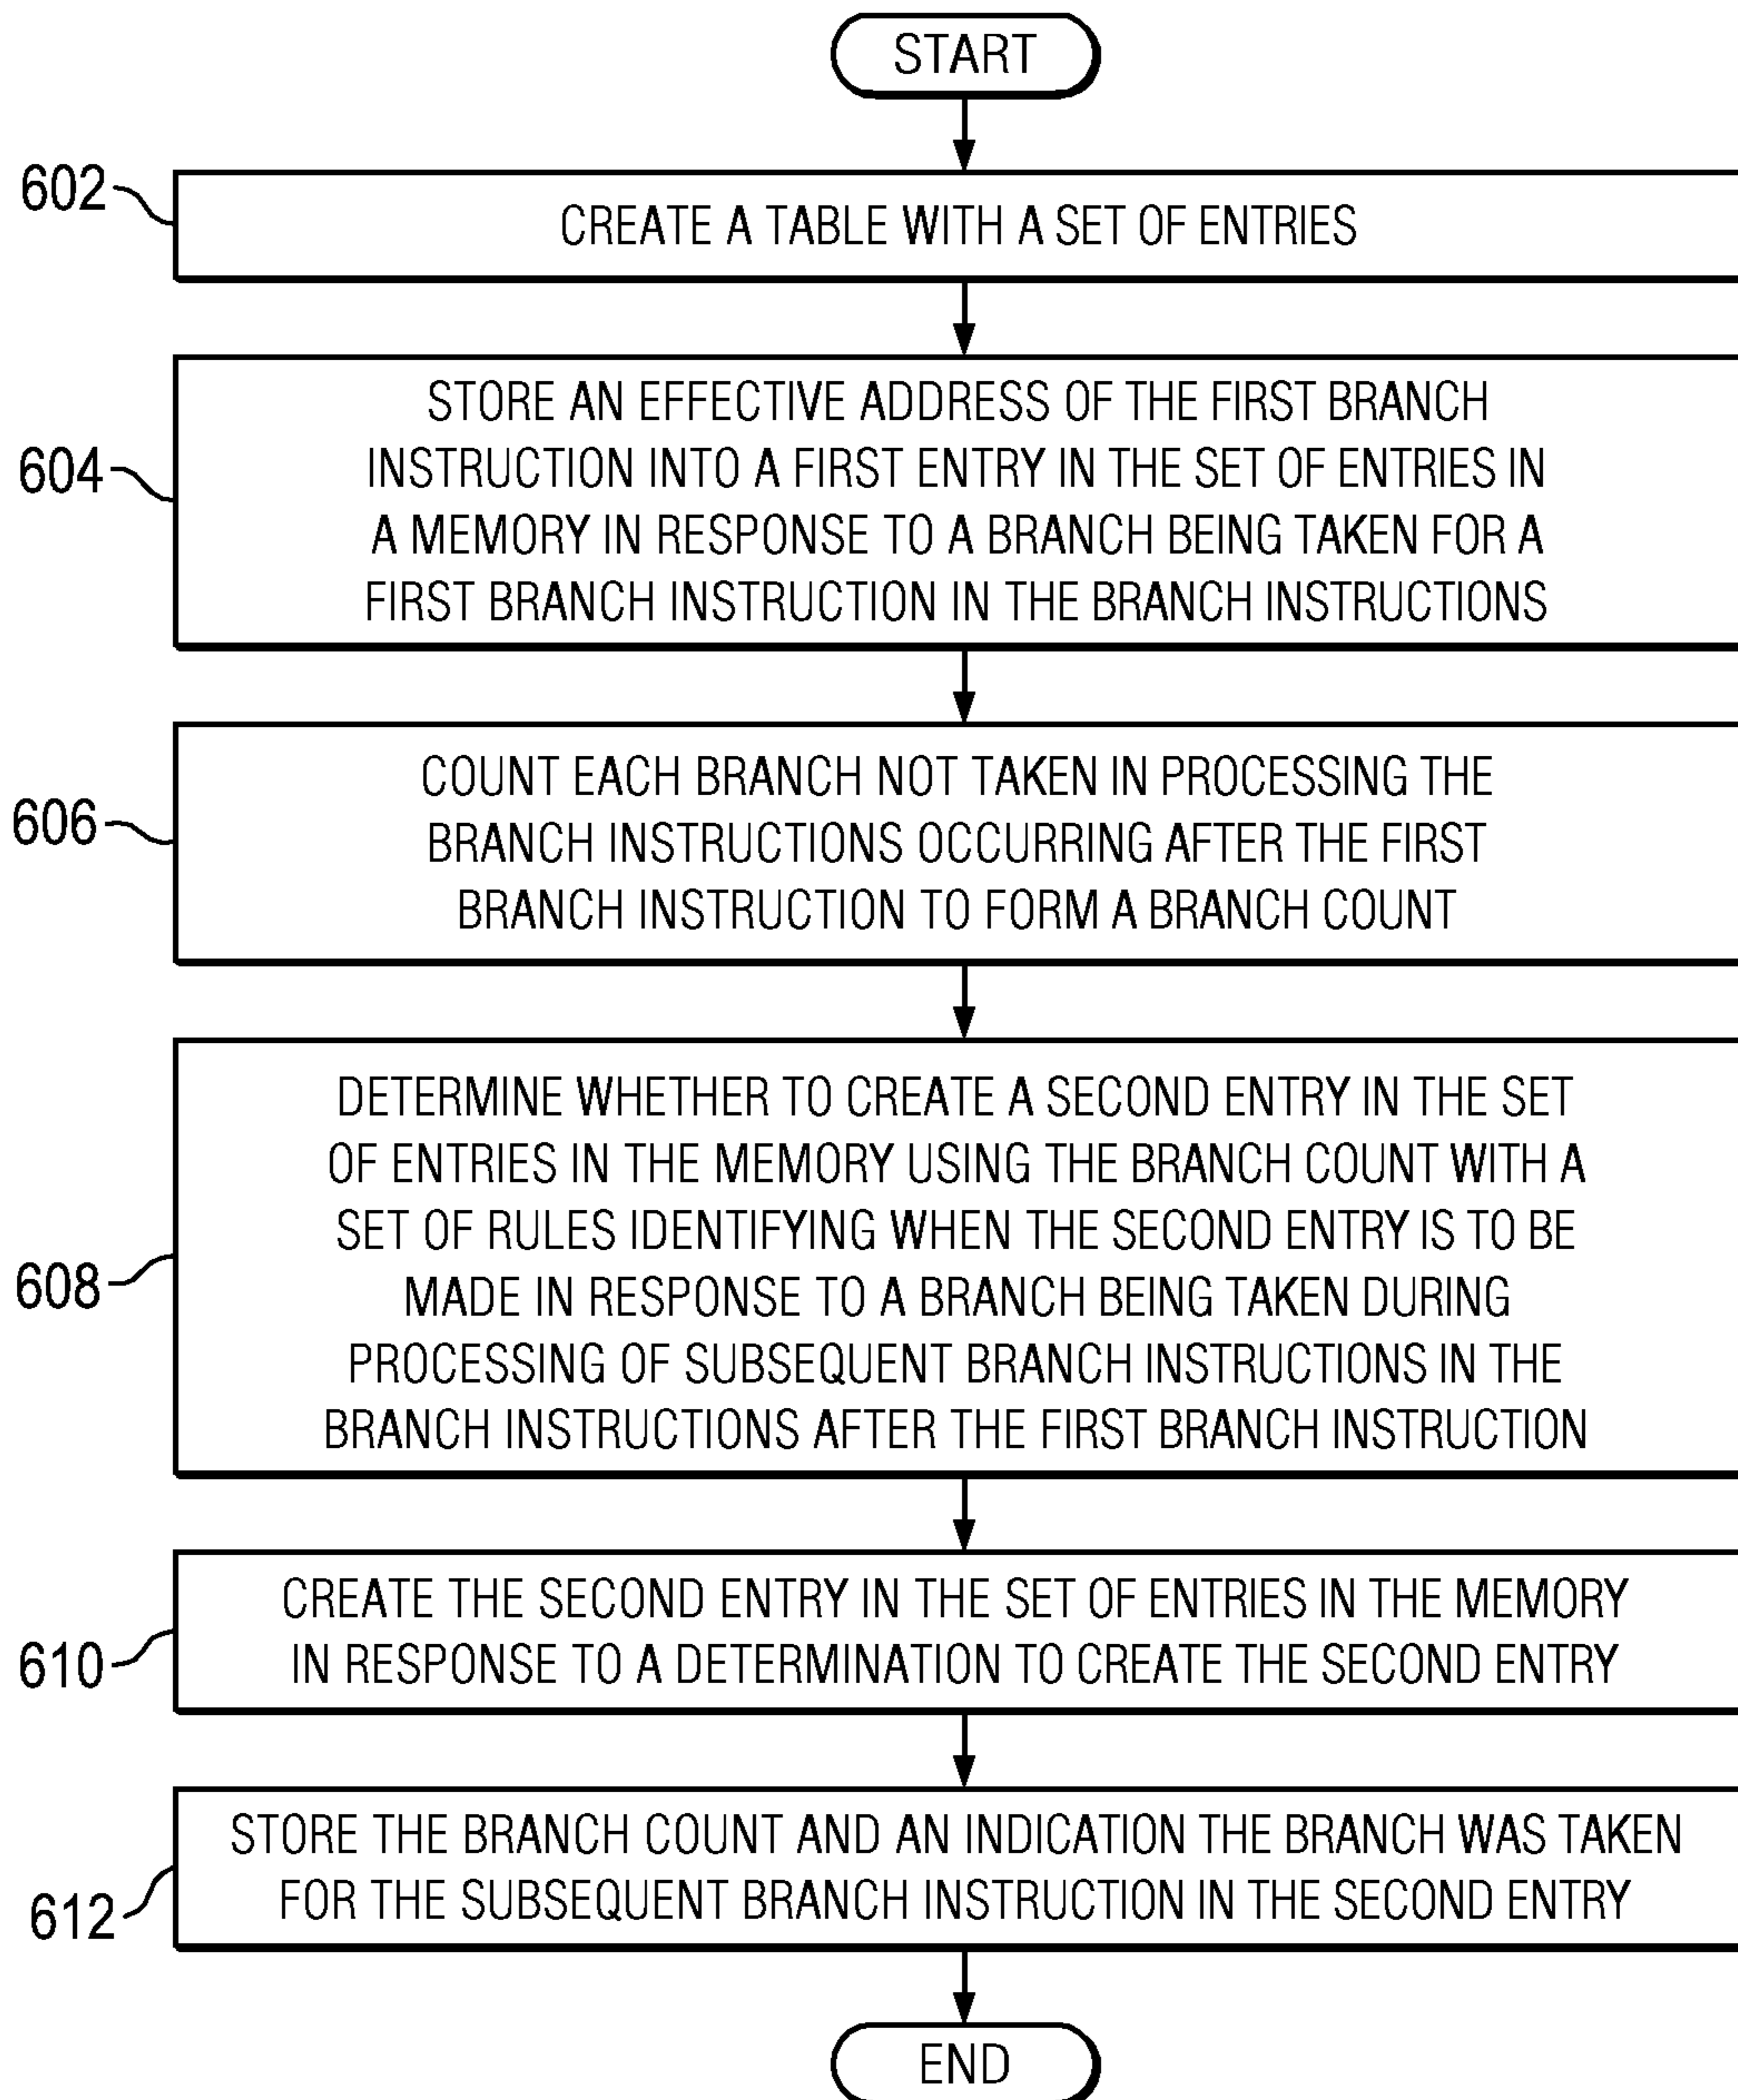 START
602
CREATE A TABLE WITH A SET OF ENTRIES
604
STORE AN EFFECTIVE ADDRESS OF THE FIRST BRANCH
INSTRUCTION INTO A FIRST ENTRY IN THE SET OF ENTRIES IN
A MEMORY IN RESPONSE TO A BRANCH BEING TAKEN FOR A
FIRST BRANCH INSTRUCTION IN THE BRANCH INSTRUCTIONS
606
COUNT EACH BRANCH NOT TAKEN IN PROCESSING THE
BRANCH INSTRUCTIONS OCCURRING AFTER THE FIRST
BRANCH INSTRUCTION TO FORM A BRANCH COUNT
608
DETERMINE WHETHER TO CREATE A SECOND ENTRY IN THE SET
OF ENTRIES IN THE MEMORY USING THE BRANCH COUNT WITH A
SET OF RULES IDENTIFYING WHEN THE SECOND ENTRY IS TO BE
MADE IN RESPONSE TO A BRANCH BEING TAKEN DURING
PROCESSING OF SUBSEQUENT BRANCH INSTRUCTIONS IN THE
BRANCH INSTRUCTIONS AFTER THE FIRST BRANCH INSTRUCTION
610
CREATE THE SECOND ENTRY IN THE SET OF ENTRIES IN THE MEMORY
IN RESPONSE TO A DETERMINATION TO CREATE THE SECOND ENTRY
612
STORE THE BRANCH COUNT AND AN INDICATION THE BRANCH WAS TAKEN
FOR THE SUBSEQUENT BRANCH INSTRUCTION IN THE SECOND ENTRY
END